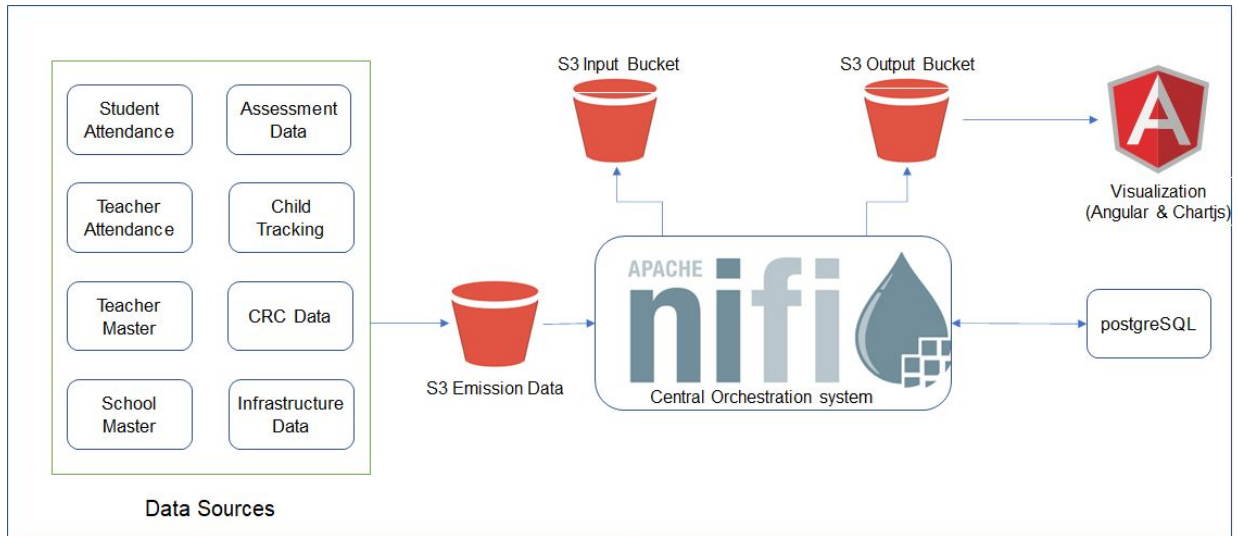 Student
Attendance
Assessment
Data
Teacher
Attendance
Child
Tracking
Teacher
Master
CRC Data
School
Master
Infrastructure
Data
Data Sources
S3 Emission Data
S3 Input Bucket
S3 Output Bucket
APACHE
nifi
Central Orchestration system
A
Visualization
(Angular & Chartjs)
postgreSQL